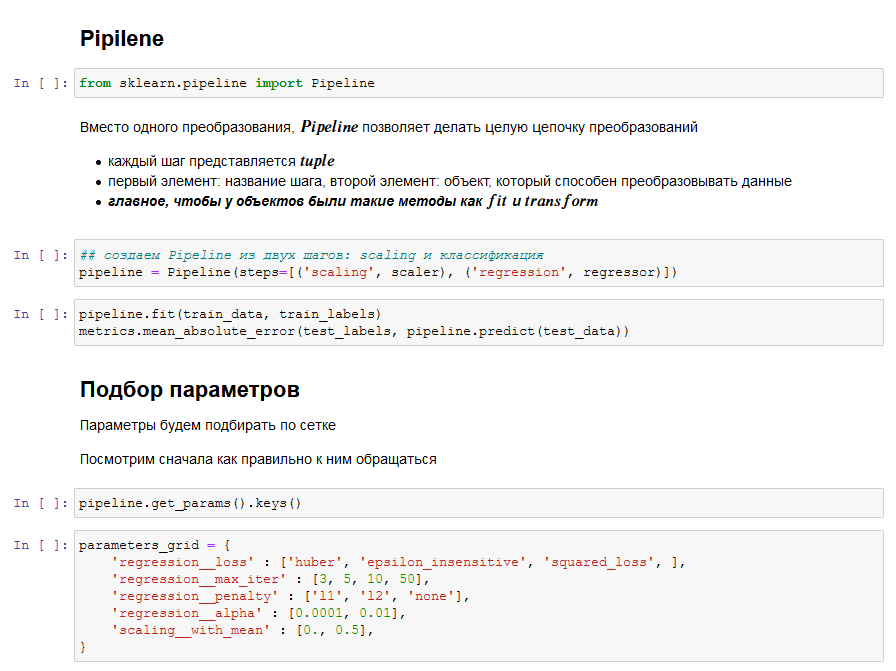 Pipilene
In [ ]: from sklearn.pipeline import Pipeline
Вместо одного преобразования, Pipeline позволяет делать целую цепочку преобразований
• каждый шаг представляется tuple
• первый элемент: название шага, второй элемент: объект, который способен преобразовывать данные
• главное, чтобы у объектов были такие методы как fit и transform
In [ ]: ## создаем Pipeline из двух шагов: scaling и классификация
pipeline = Pipeline(steps=[('scaling', scaler), ('regression', regressor)])
In [ ]: pipeline.fit(train_data, train_labels)
metrics.mean_absolute_error(test_labels, pipeline.predict(test_data))
Подбор параметров
Параметры будем подбирать по сетке
Посмотрим сначала как правильно к ним обращаться
In [ ]: pipeline.get_params().keys()
In [ ]: parameters_grid = {
    'regression__loss' : ['huber', 'epsilon_insensitive', 'squared_loss', ],
    'regression__max_iter' : [3, 5, 10, 50],
    'regression__penalty' : ['l1', 'l2', 'none'],
    'regression__alpha' : [0.0001, 0.01],
    'scaling__with_mean' : [0., 0.5],
}